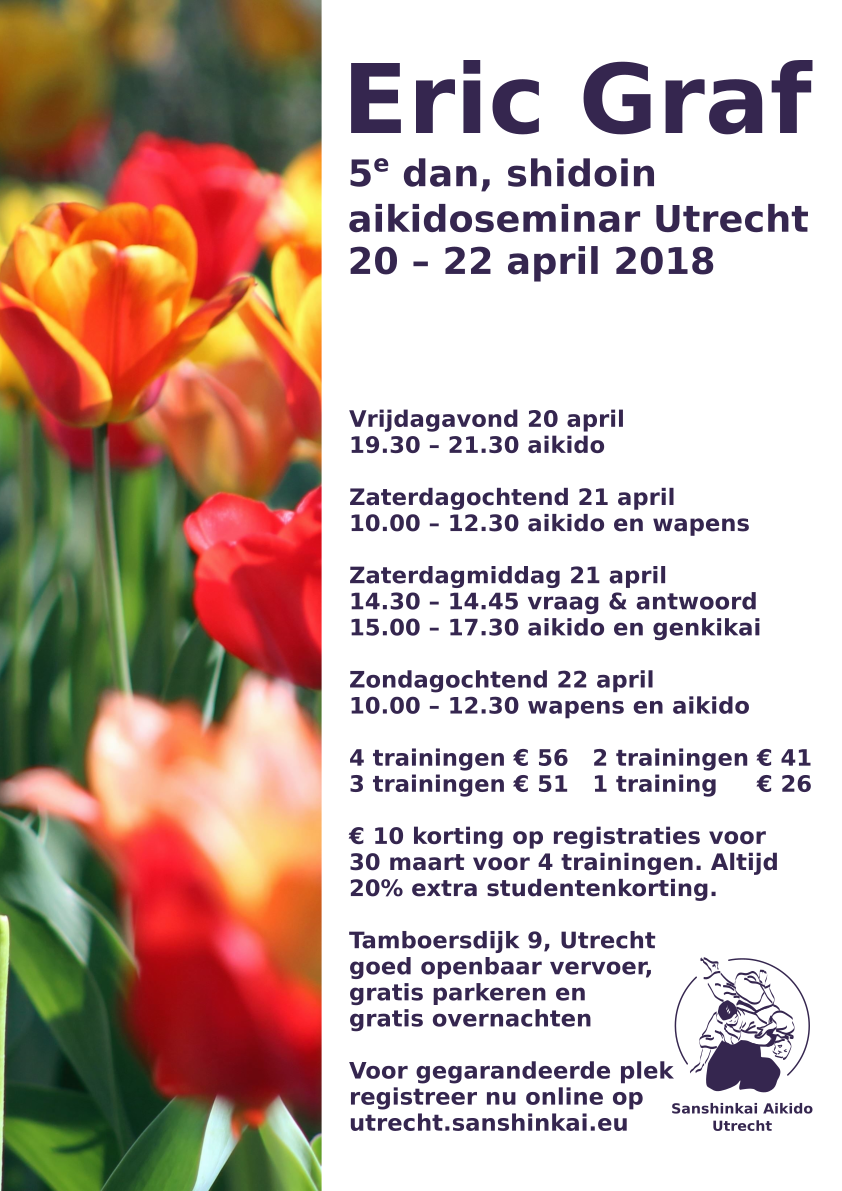 Eric Graf
5e dan, shidoin
aikidoseminar Utrecht
20 – 22 april 2018
Vrijdagavond 20 april
19.30 – 21.30 aikido
Zaterdagochtend 21 april
10.00 – 12.30 aikido en wapens
Zaterdagmiddag 21 april
14.30 – 14.45 vraag & antwoord
15.00 – 17.30 aikido en genkikai
Zondagochtend 22 april
10.00 – 12.30 wapens en aikido
4 trainingen € 56 2 trainingen € 41
3 trainingen € 51 1 training € 26
€ 10 korting op registraties voor
30 maart voor 4 trainingen. Altijd
20% extra studentenkorting.
Tamboersdijk 9, Utrecht
goed openbaar vervoer,
gratis parkeren en
gratis overnachten
Voor gegarandeerde plek
registreer nu online op
utrecht.sanshinkai.eu
Sanshinkai Aikido
Utrecht